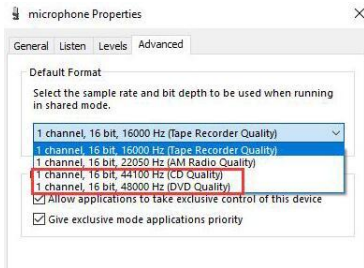 microphone Properties
General Listen Levels Advanced
Default Format
Select the sample rate and bit depth to be used when running
in shared mode.
1 channel, 16 bit, 16000 Hz (Tape Recorder Quality)
1 channel, 16 bit, 16000 Hz (Tape Recorder Quality)
1 channel, 16 bit, 22050 Hz (AM Radio Quality)
1 channel, 16 bit, 44100 Hz (CD Quality)
1 channel, 16 bit, 48000 Hz (DVD Quality)
Allow applications to take exclusive control of this device
Give exclusive mode applications priority